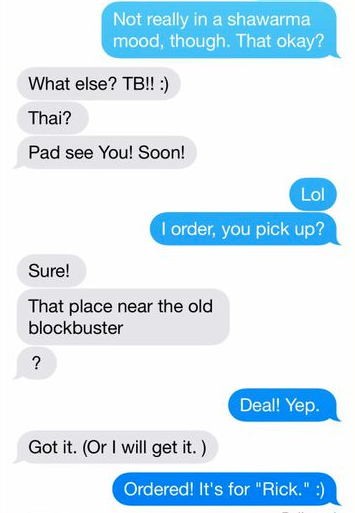 Not really in a shawarma
mood, though. That okay?
What else? TB!! :)
Thai?
Pad see You! Soon!
Lol
I order, you pick up?
Sure!
That place near the old
blockbuster
?
Deal! Yep.
Got it. (Or I will get it. )
Ordered! It's for "Rick." :)